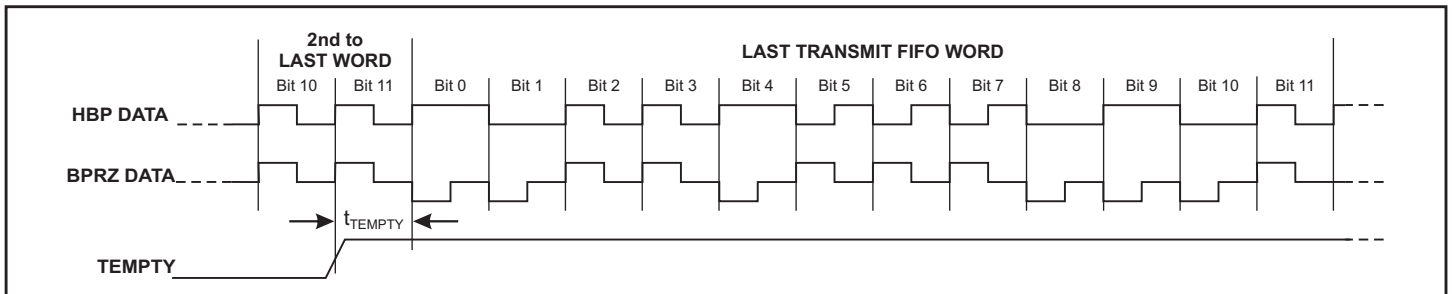 2nd to
LAST WORD
LAST TRANSMIT FIFO WORD
Bit 10 Bit 11 Bit 0 Bit 1 Bit 2 Bit 3 Bit 4 Bit 5 Bit 6 Bit 7 Bit 8 Bit 9 Bit 10 Bit 11
HBP DATA
BPRZ DATA
tTEMPTY
TEMPTY